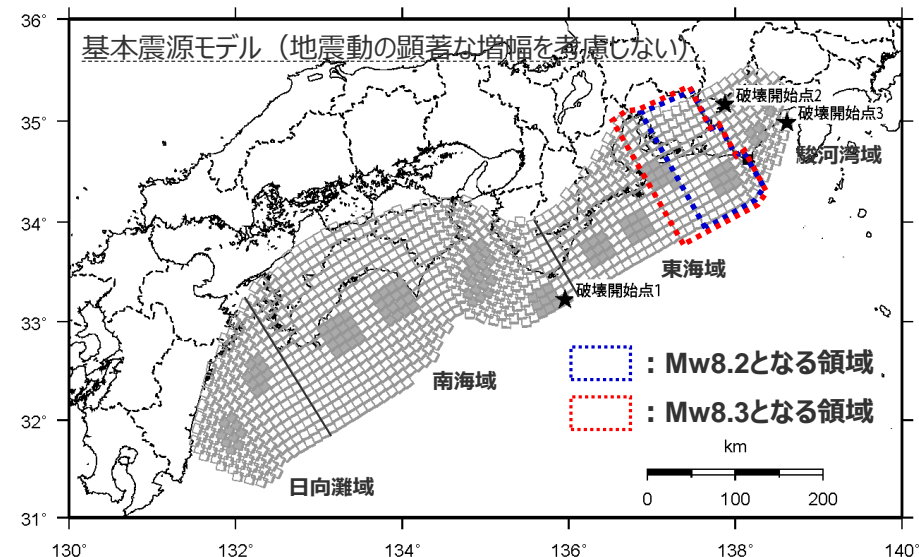 36°
基本震源モデル（地震動の顕著な増幅を考慮しない）
破壊開始点2
35°
破壊開始点3
駿河湾域
34°
東海域
破壊開始点1
33°
：Mw8.2となる領域
南海域
：Mw8.3となる領域
32°
km
日向灘域
0 100 200
31°
130° 132° 134° 136° 138° 140°